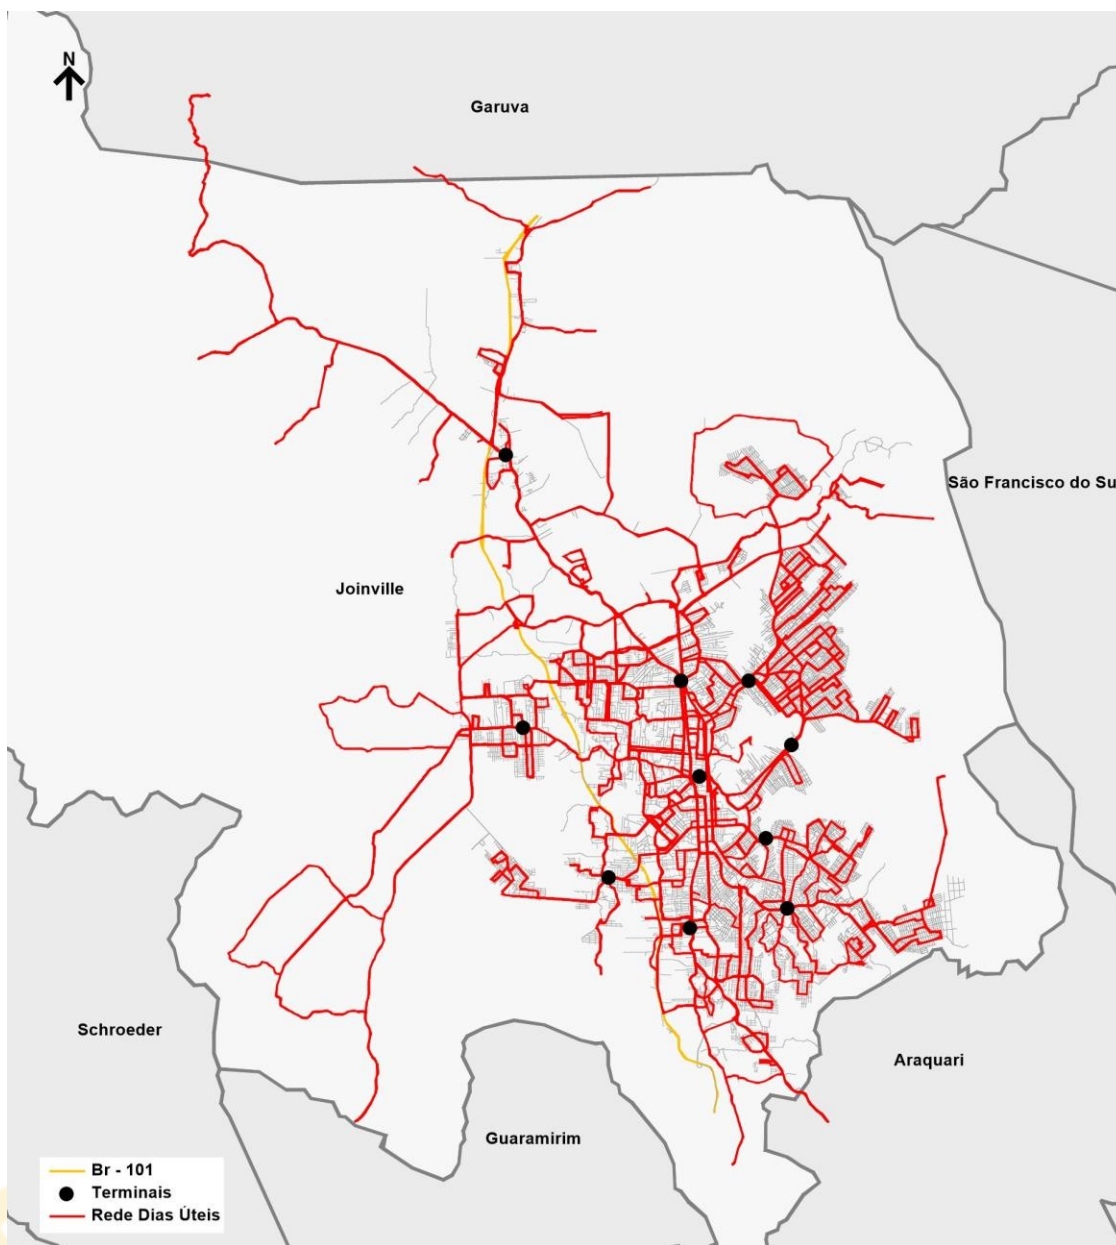 N
Garuva
São Francisco do Su
Joinville
Schroeder
Araquari
Guaramirim
Br - 101
Terminais
Rede Dias Úteis